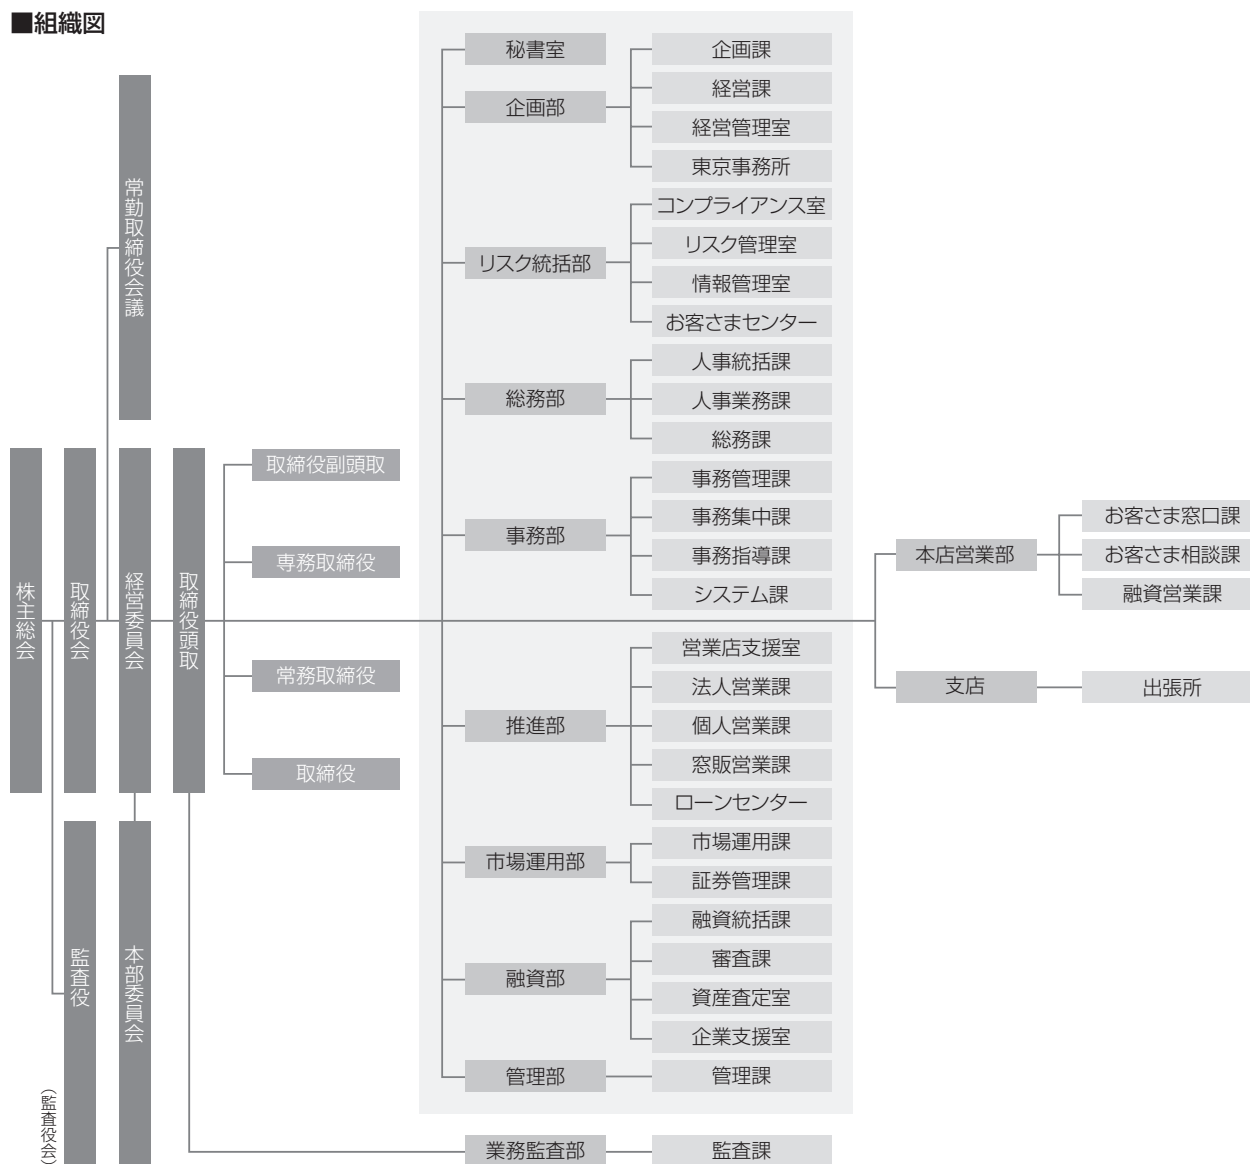 ■組織図
株主総会
取締役会
監査役
（監査役会）
常勤取締役会議
経営委員会
本部委員会
取締役頭取
取締役副頭取
専務取締役
常務取締役
取締役
秘書室
企画部
企画課
経営課
経営管理室
東京事務所
リスク統括部
コンプライアンス室
リスク管理室
情報管理室
お客さまセンター
総務部
人事統括課
人事業務課
総務課
事務部
事務管理課
事務集中課
事務指導課
システム課
推進部
営業店支援室
法人営業課
個人営業課
窓販営業課
ローンセンター
市場運用部
市場運用課
証券管理課
融資部
融資統括課
審査課
資産査定室
企業支援室
管理部
管理課
業務監査部
監査課
本店営業部
お客さま窓口課
お客さま相談課
融資営業課
支店
出張所